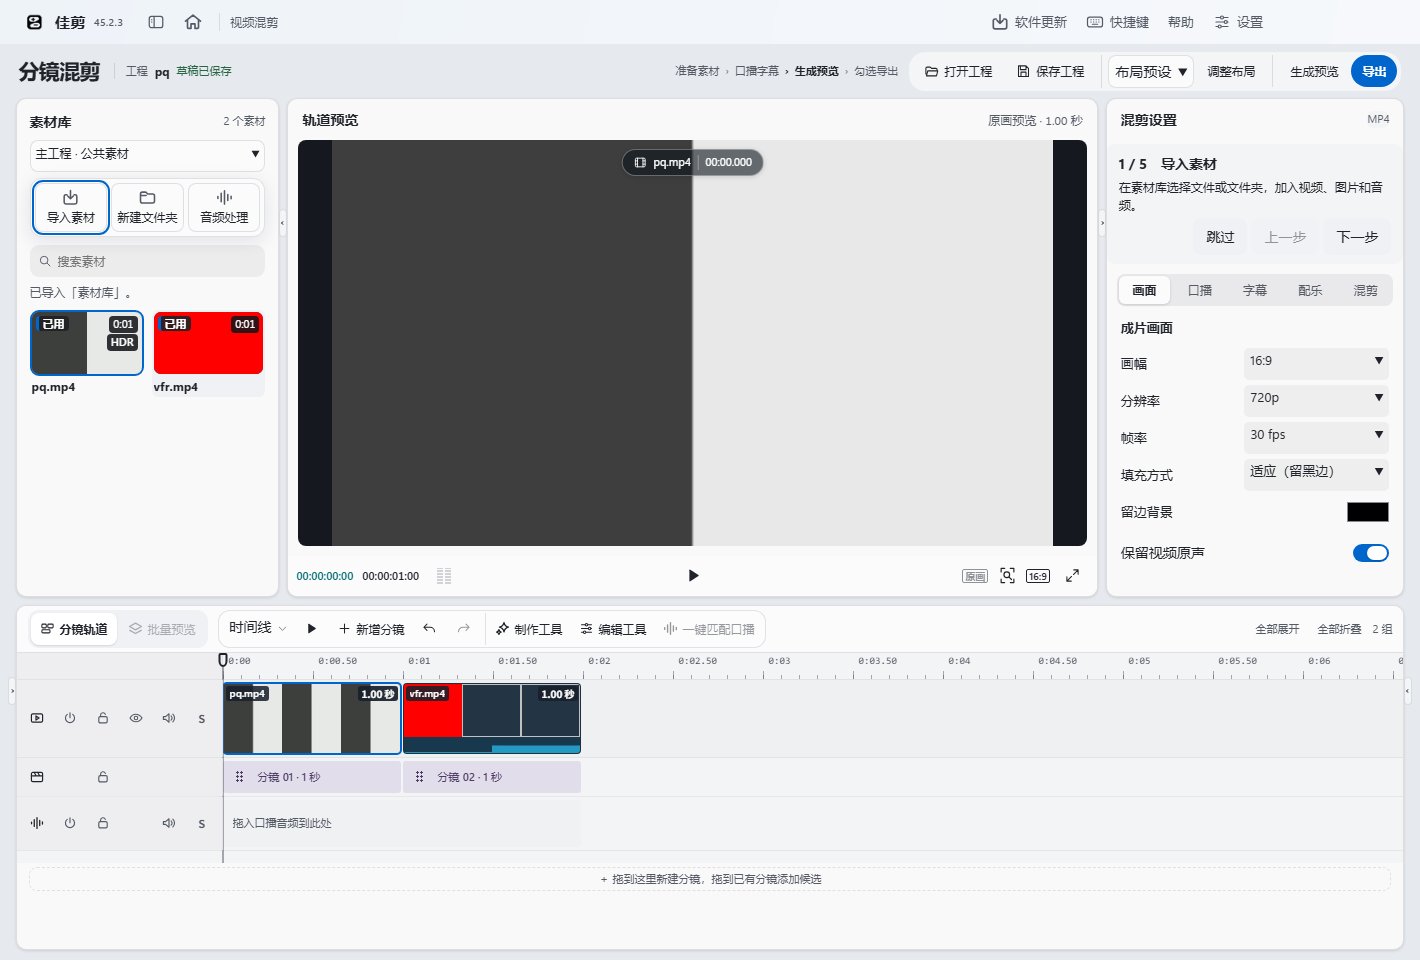 佳剪 45.2.3 视频混剪 软件更新 快捷键 帮助 设置
分镜混剪 工程 pq 草稿已保存 准备素材 › 口播字幕 › 生成预览 › 勾选导出 打开工程 保存工程 布局预设 调整布局 生成预览 导出
素材库 2 个素材
主工程 · 公共素材
导入素材 新建文件夹 音频处理
搜索素材
已导入「素材库」。
已用 0:01 HDR
pq.mp4
已用 0:01
vfr.mp4
轨道预览 原画预览 · 1.00 秒
pq.mp4 00:00.000
00:00:00:00 00:00:01:00 原画 16:9
混剪设置 MP4
1 / 5 导入素材
在素材库选择文件或文件夹，加入视频、图片和音
频。
跳过 上一步 下一步
画面 口播 字幕 配乐 混剪
成片画面
画幅 16:9
分辨率 720p
帧率 30 fps
填充方式 适应（留黑边）
留边背景
保留视频原声
分镜轨道 批量预览 时间线 新增分镜 制作工具 编辑工具 一键匹配口播 全部展开 全部折叠 2 组
0:00 0:00.50 0:01 0:01.50 0:02 0:02.50 0:03 0:03.50 0:04 0:04.50 0:05 0:05.50 0:06
S pq.mp4 1.00 秒 vfr.mp4 1.00 秒
分镜 01 · 1 秒 分镜 02 · 1 秒
S 拖入口播音频到此处
+ 拖到这里新建分镜，拖到已有分镜添加候选